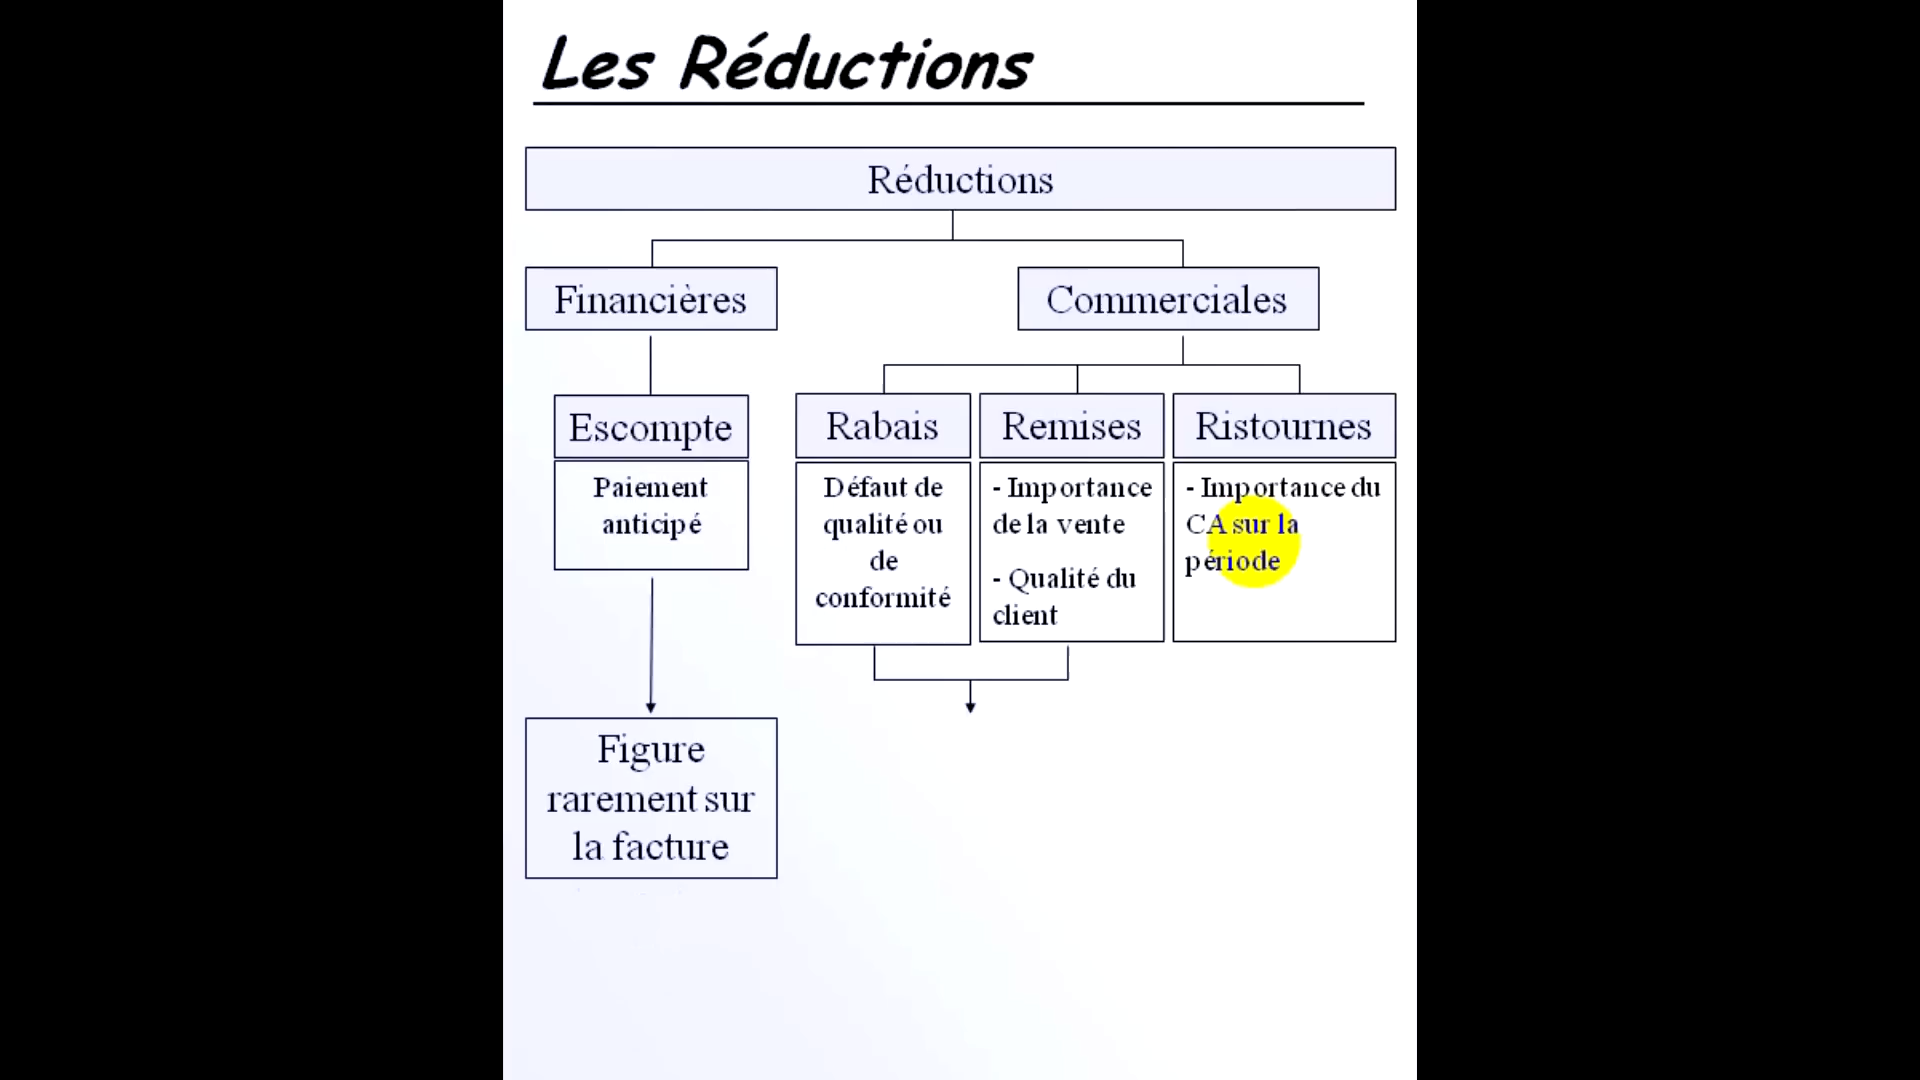 Les Réductions
Réductions
Financières
Commerciales
Escompte
Rabais
Remises
Ristournes
Paiement
anticipé
Défaut de
qualité ou
de
conformité
- Importance
de la vente
- Qualité du
client
- Importance du
CA sur la
période
Figure
rarement sur
la facture